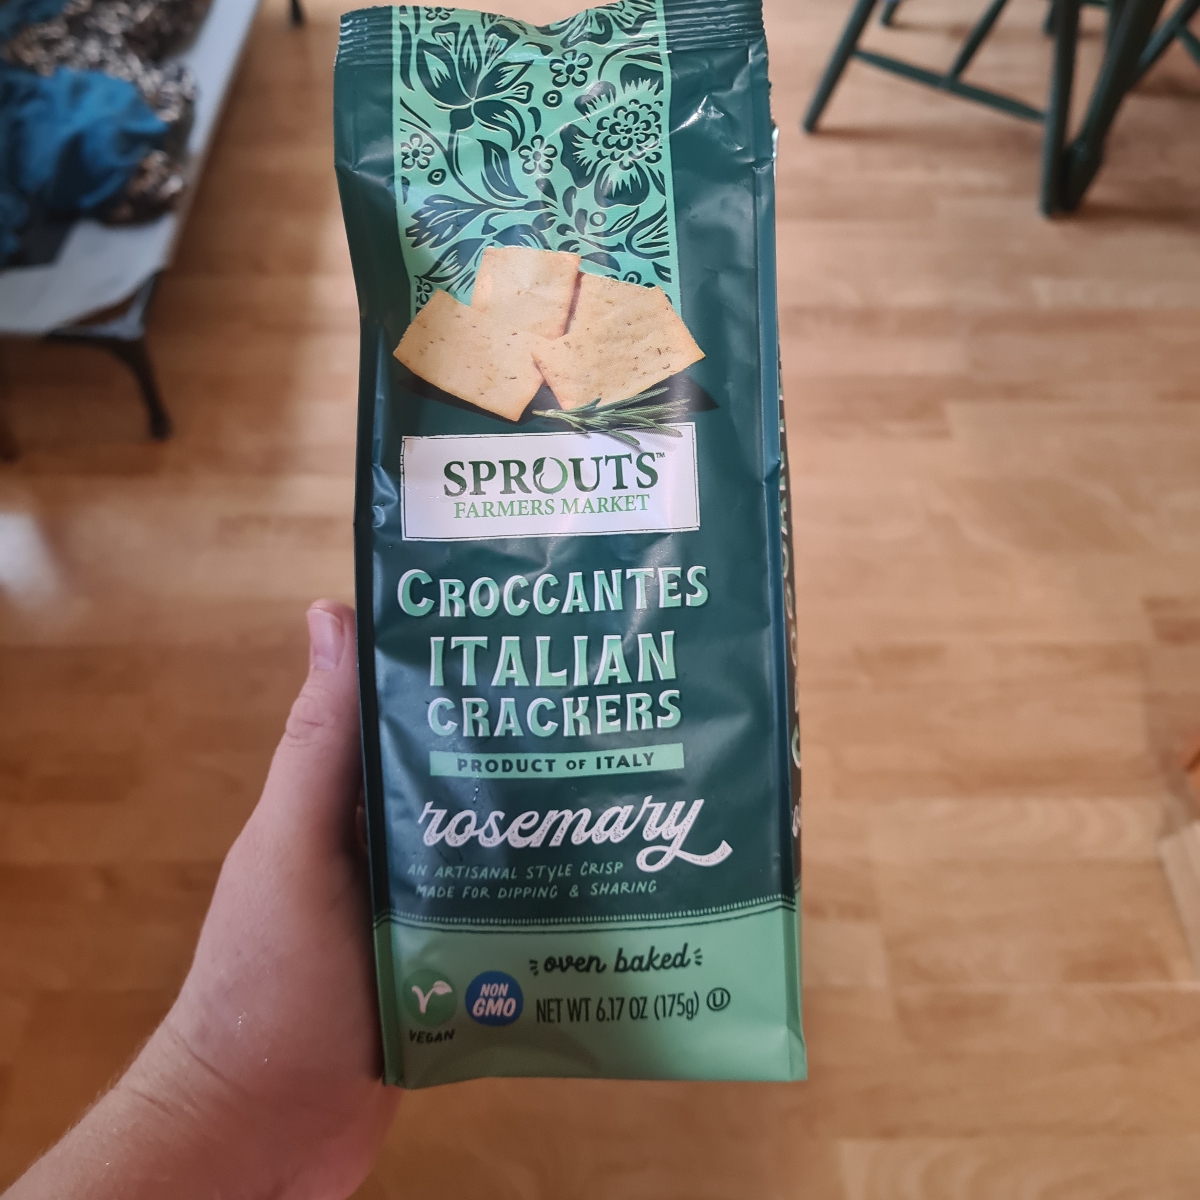 SPROUTS™
FARMERS MARKET
CROCCANTES
ITALIAN
CRACKERS
PRODUCT OF ITALY
rosemary
AN ARTISANAL STYLE CRISP
MADE FOR DIPPING & SHARING
oven baked
V
VEGAN
NON
GMO
NET WT 6.17 OZ (175g) U